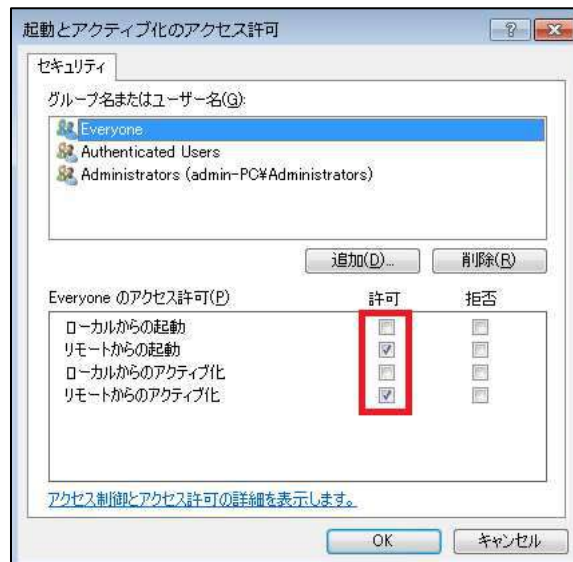 起動とアクティブ化のアクセス許可
セキュリティ
グループ名またはユーザー名(G):
Everyone
Authenticated Users
Administrators (admin-PC¥Administrators)
追加(D)... 削除(R)
Everyone のアクセス許可(P) 許可 拒否
ローカルからの起動
リモートからの起動
ローカルからのアクティブ化
リモートからのアクティブ化
アクセス制御とアクセス許可の詳細を表示します。
OK キャンセル